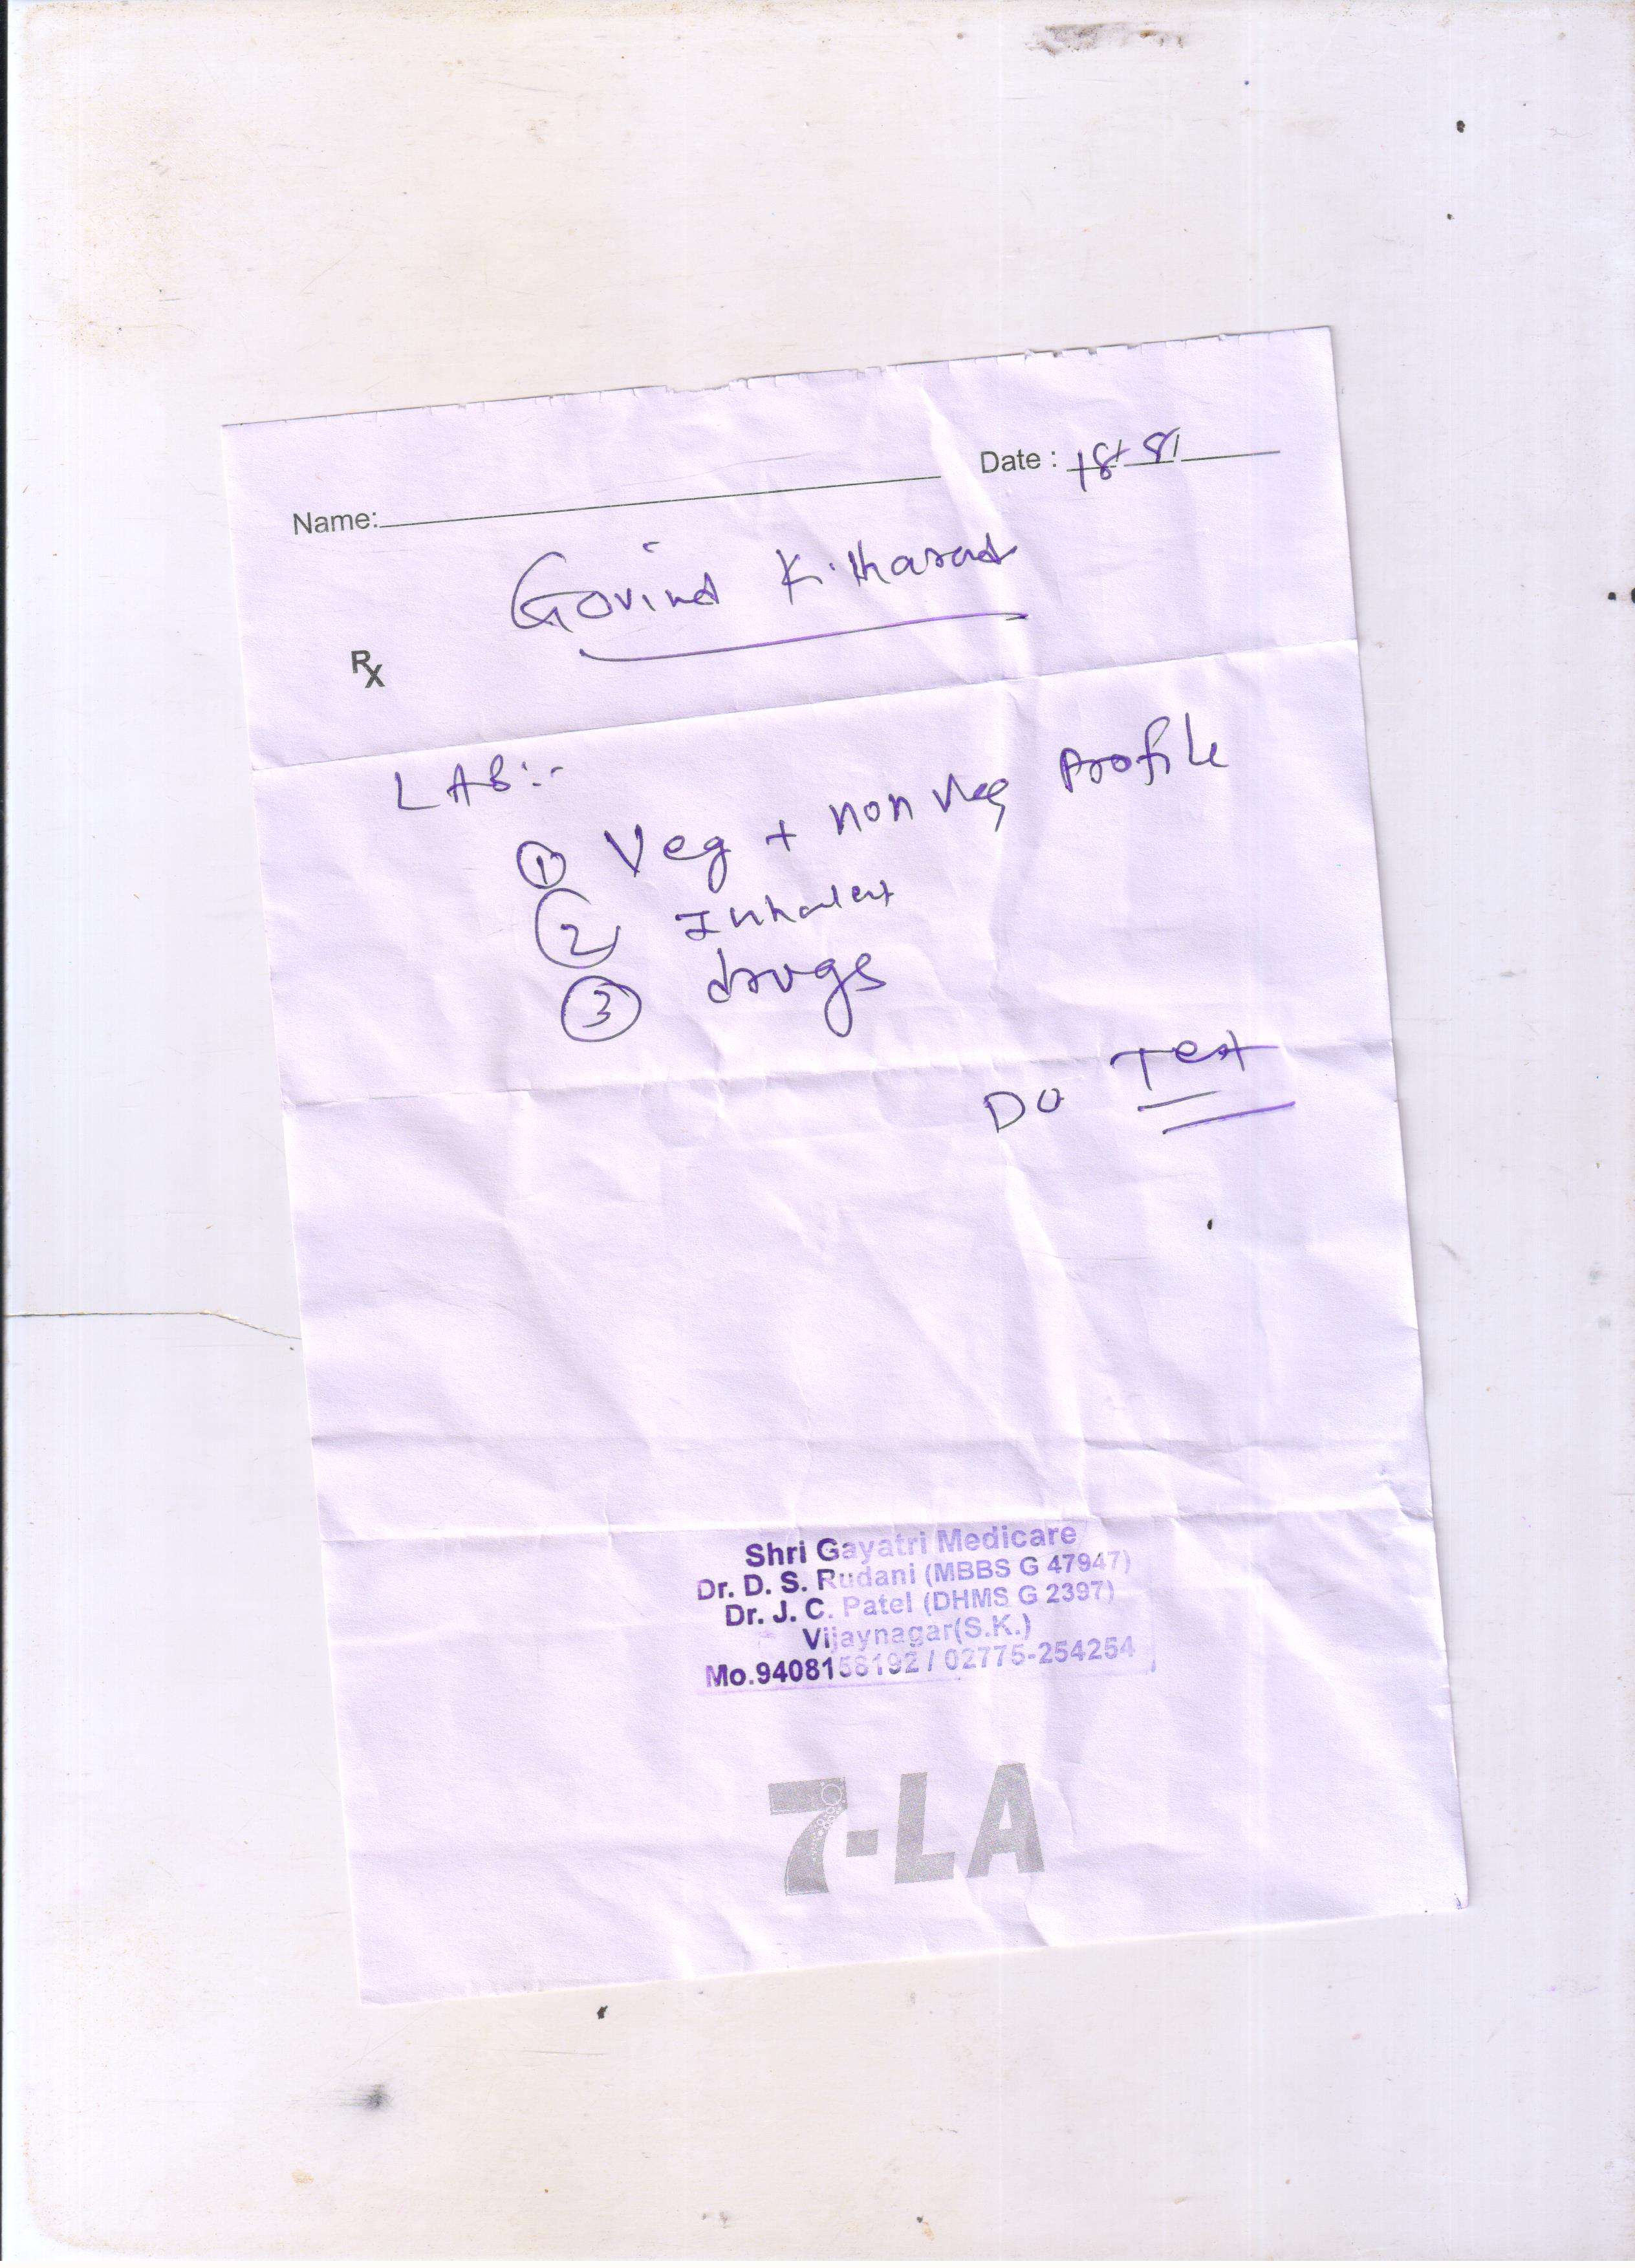 Date : 18/ 8/
Name:
Govind K. Kharad
Rx
LAB:-
① Veg + non veg profile
② Inhalent
③ drugs
Do Test
Shri Gayatri Medicare
Dr. D. S. Rudani (MBBS G 47947)
Dr. J. C. Patel (DHMS G 2397)
Vijaynagar(S.K.)
Mo.9408158192 / 02775-254254
7-LA